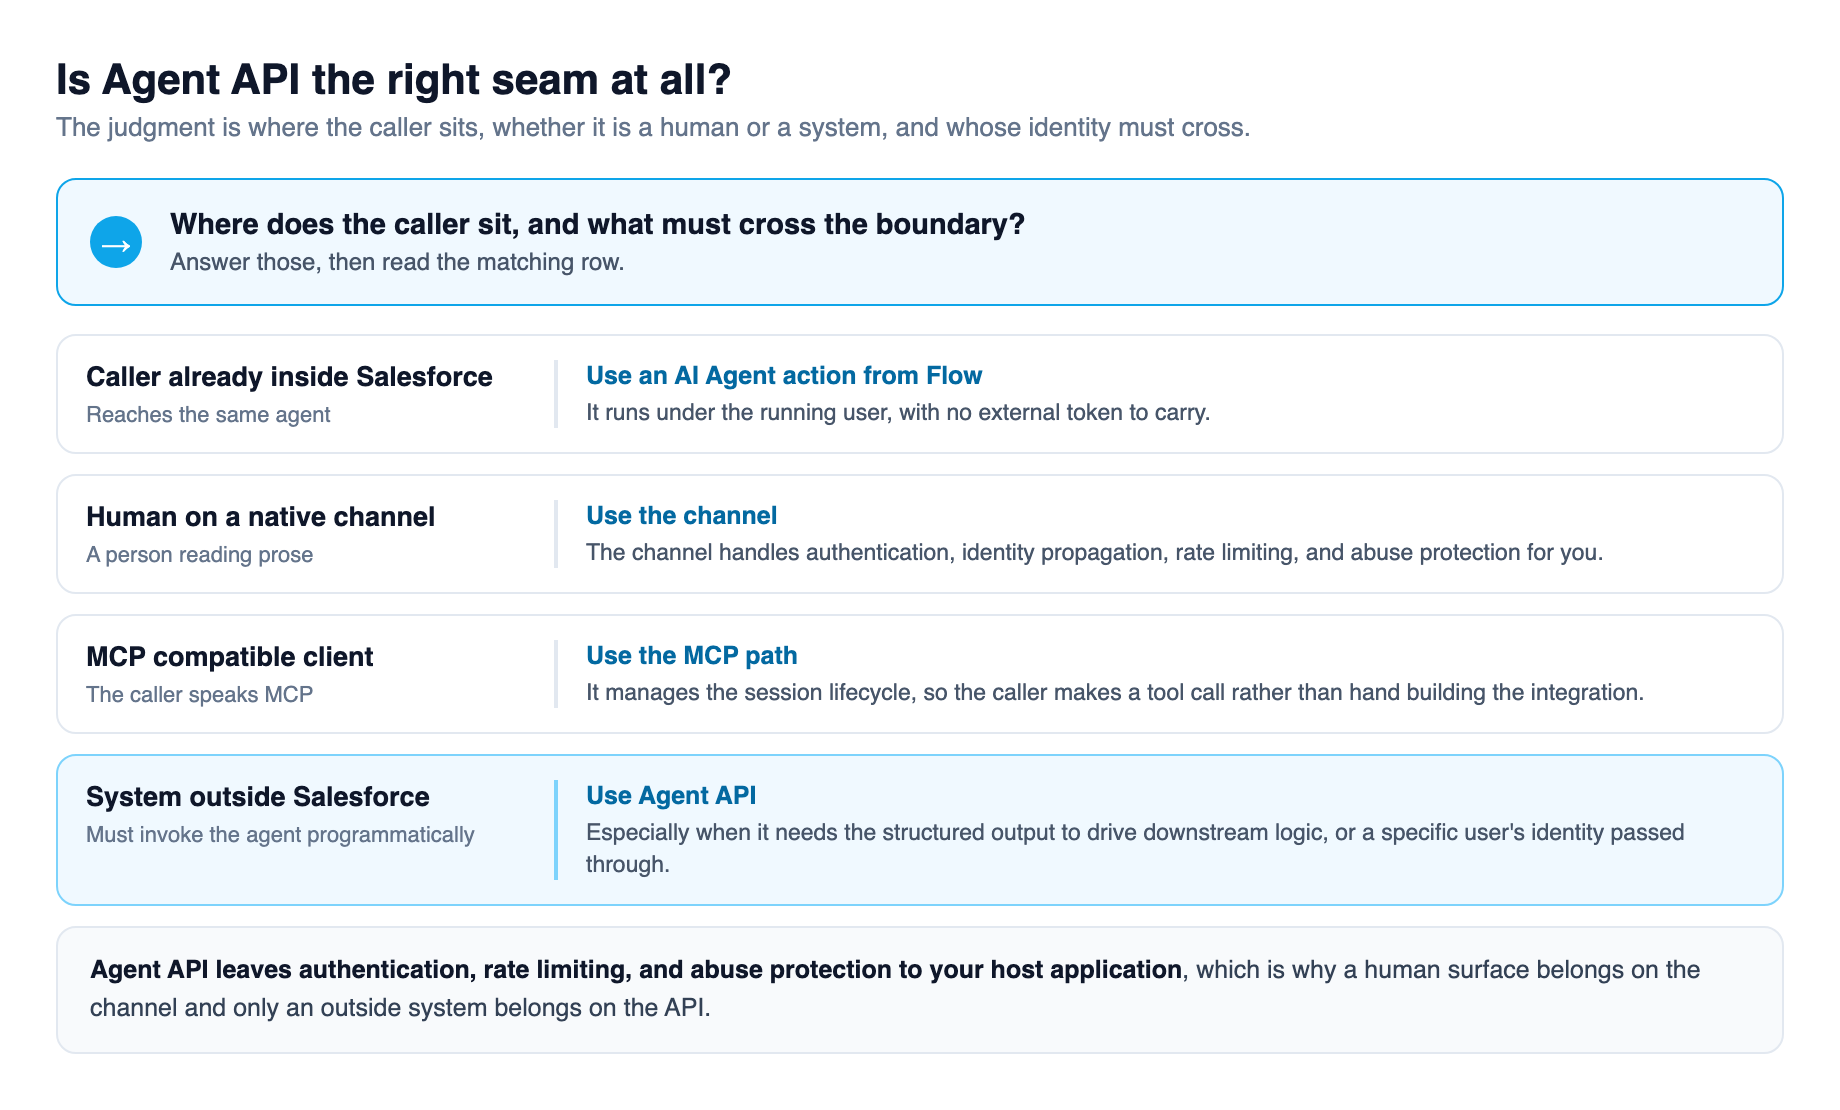 Is Agent API the right seam at all?
The judgment is where the caller sits, whether it is a human or a system, and whose identity must cross.
→
Where does the caller sit, and what must cross the boundary?
Answer those, then read the matching row.
Caller already inside Salesforce
Reaches the same agent
Use an AI Agent action from Flow
It runs under the running user, with no external token to carry.
Human on a native channel
A person reading prose
Use the channel
The channel handles authentication, identity propagation, rate limiting, and abuse protection for you.
MCP compatible client
The caller speaks MCP
Use the MCP path
It manages the session lifecycle, so the caller makes a tool call rather than hand building the integration.
System outside Salesforce
Must invoke the agent programmatically
Use Agent API
Especially when it needs the structured output to drive downstream logic, or a specific user's identity passed
through.
Agent API leaves authentication, rate limiting, and abuse protection to your host application, which is why a human surface belongs on the
channel and only an outside system belongs on the API.